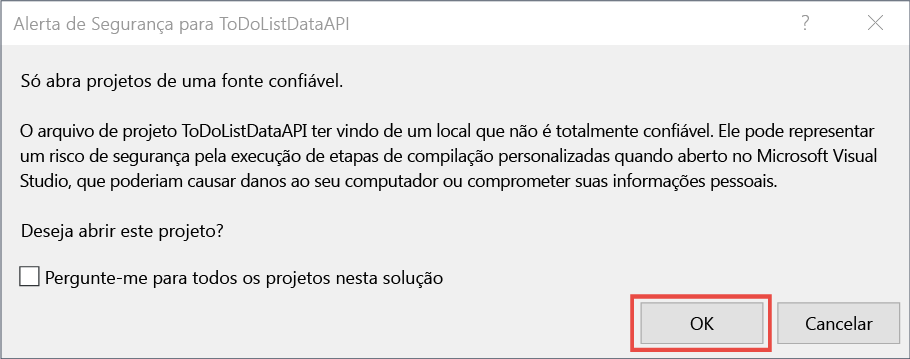 Alerta de Segurança para ToDoListDataAPI
?
Só abra projetos de uma fonte confiável.
O arquivo de projeto ToDoListDataAPI ter vindo de um local que não é totalmente confiável. Ele pode representar
um risco de segurança pela execução de etapas de compilação personalizadas quando aberto no Microsoft Visual
Studio, que poderiam causar danos ao seu computador ou comprometer suas informações pessoais.
Deseja abrir este projeto?
Pergunte-me para todos os projetos nesta solução
OK Cancelar